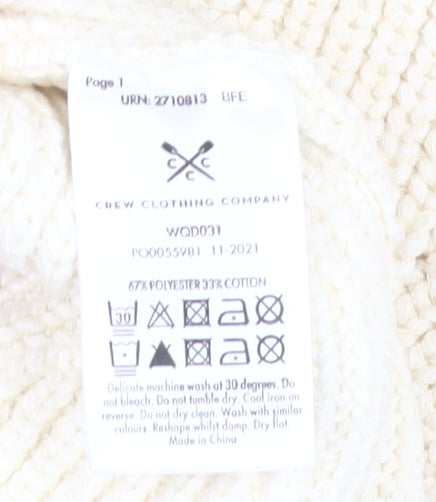 Page 1
URN: 2710813 BFE
C C C
CREW CLOTHING COMPANY
WQD031
PO0055981 11-2021
67% POLYESTER 33% COTTON
30
Delicate machine wash at 30 degrees. Do
not bleach. Do not tumble dry. Cool iron on
reverse. Do not dry clean. Wash with similar
colours. Reshape whilst damp. Dry flat.
Made in China